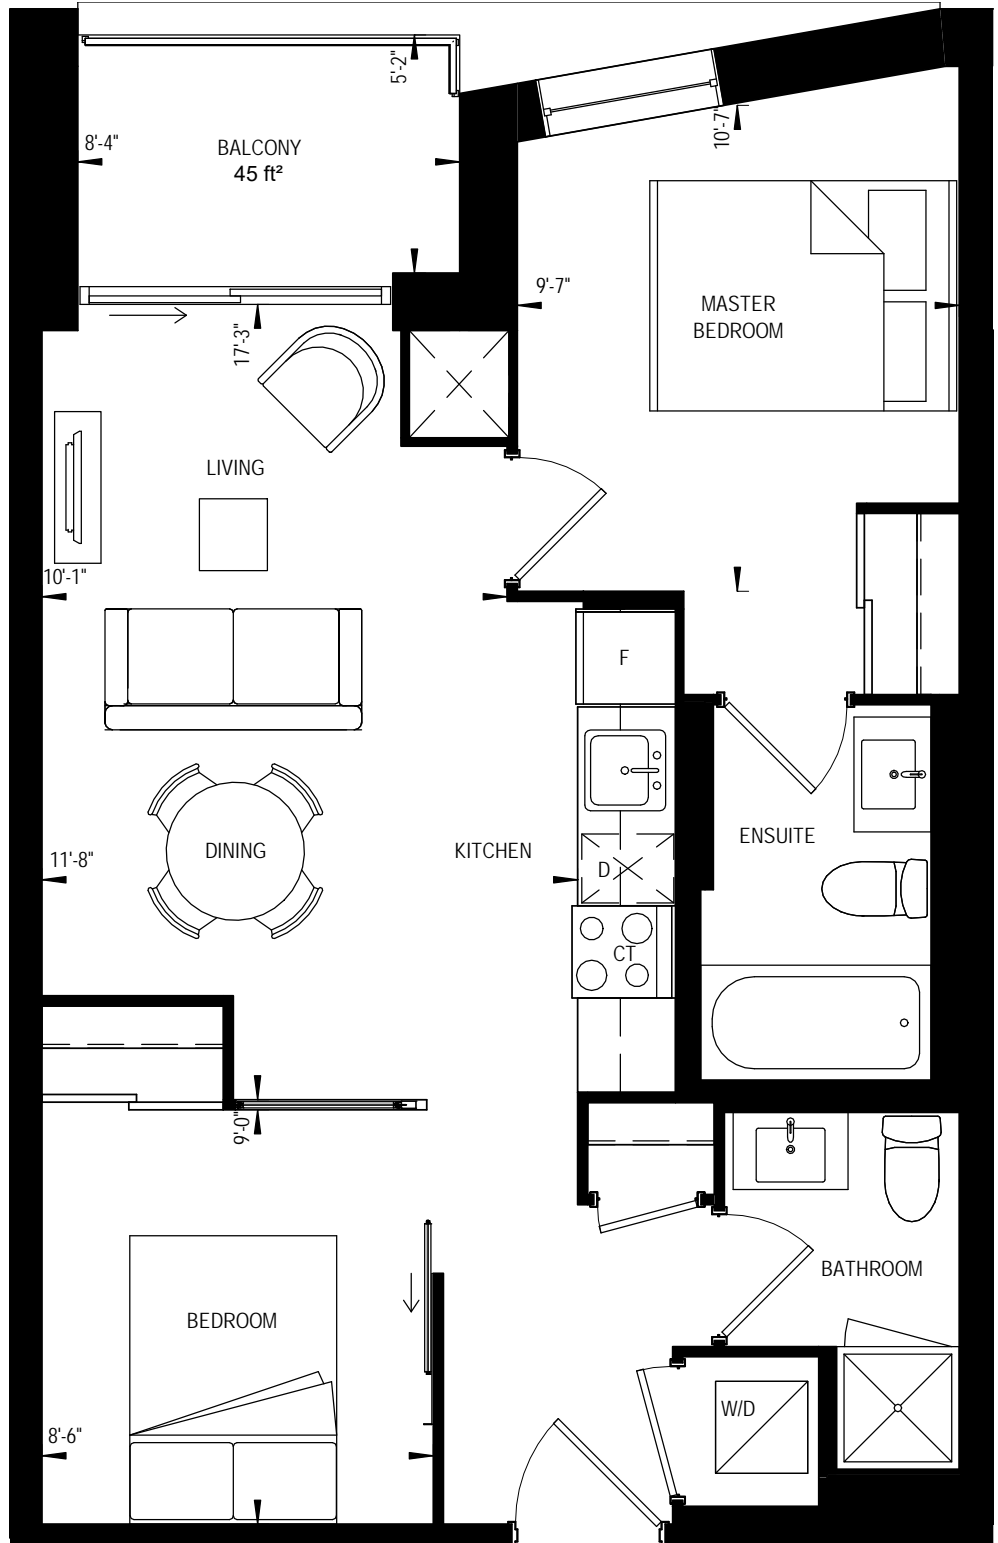 5'-2"
8'-4"
BALCONY
45 ft²
10'-7"
9'-7"
MASTER
BEDROOM
17'-3"
LIVING
10'-1"
F
11'-8"
DINING
KITCHEN
D
ENSUITE
CT
9'-0"
BATHROOM
BEDROOM
W/D
8'-6"